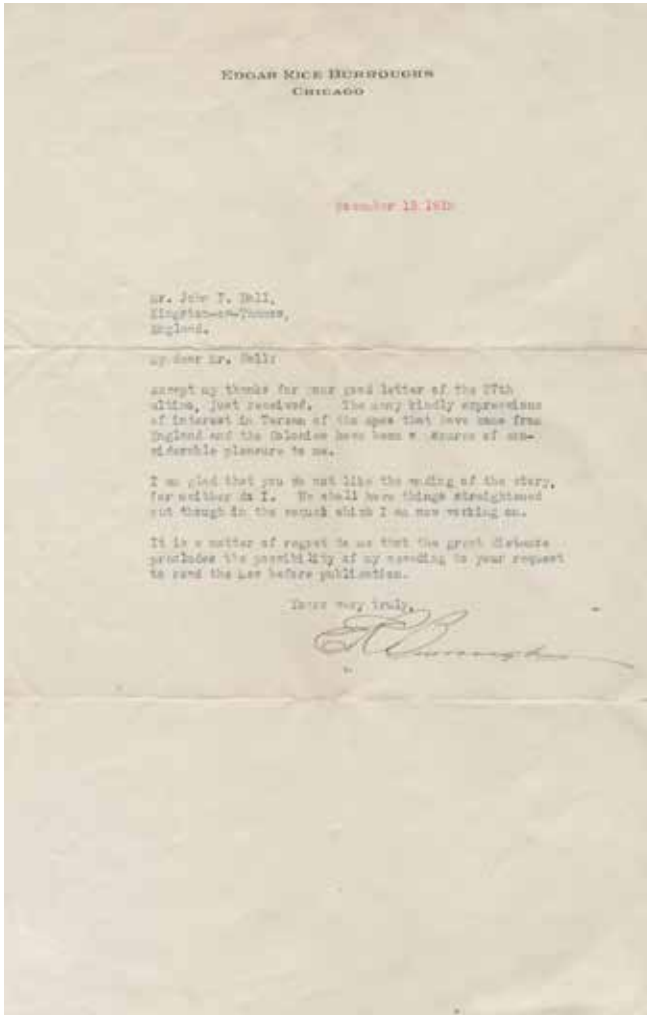 EDGAR RICE BURROUGHS
CHICAGO
Mr. John
Kingston-on-Thames,
England.
My dear Mr.
Accept my thanks for your good letter of the 27th
ultimo, just received. The many kindly expressions
of interest in Tarzan of the apes that have come from
England and the Colonies have been a source of con-
siderable pleasure to me.
I am glad that you do not like the ending of the story,
for neither do I. We shall have things straightened
out though in the sequel which I am now working on.
It is a matter of regret to me that the great distance
precludes the possibility of my acceding to your request
to read the before publication.
Yours very truly,
E R Burroughs